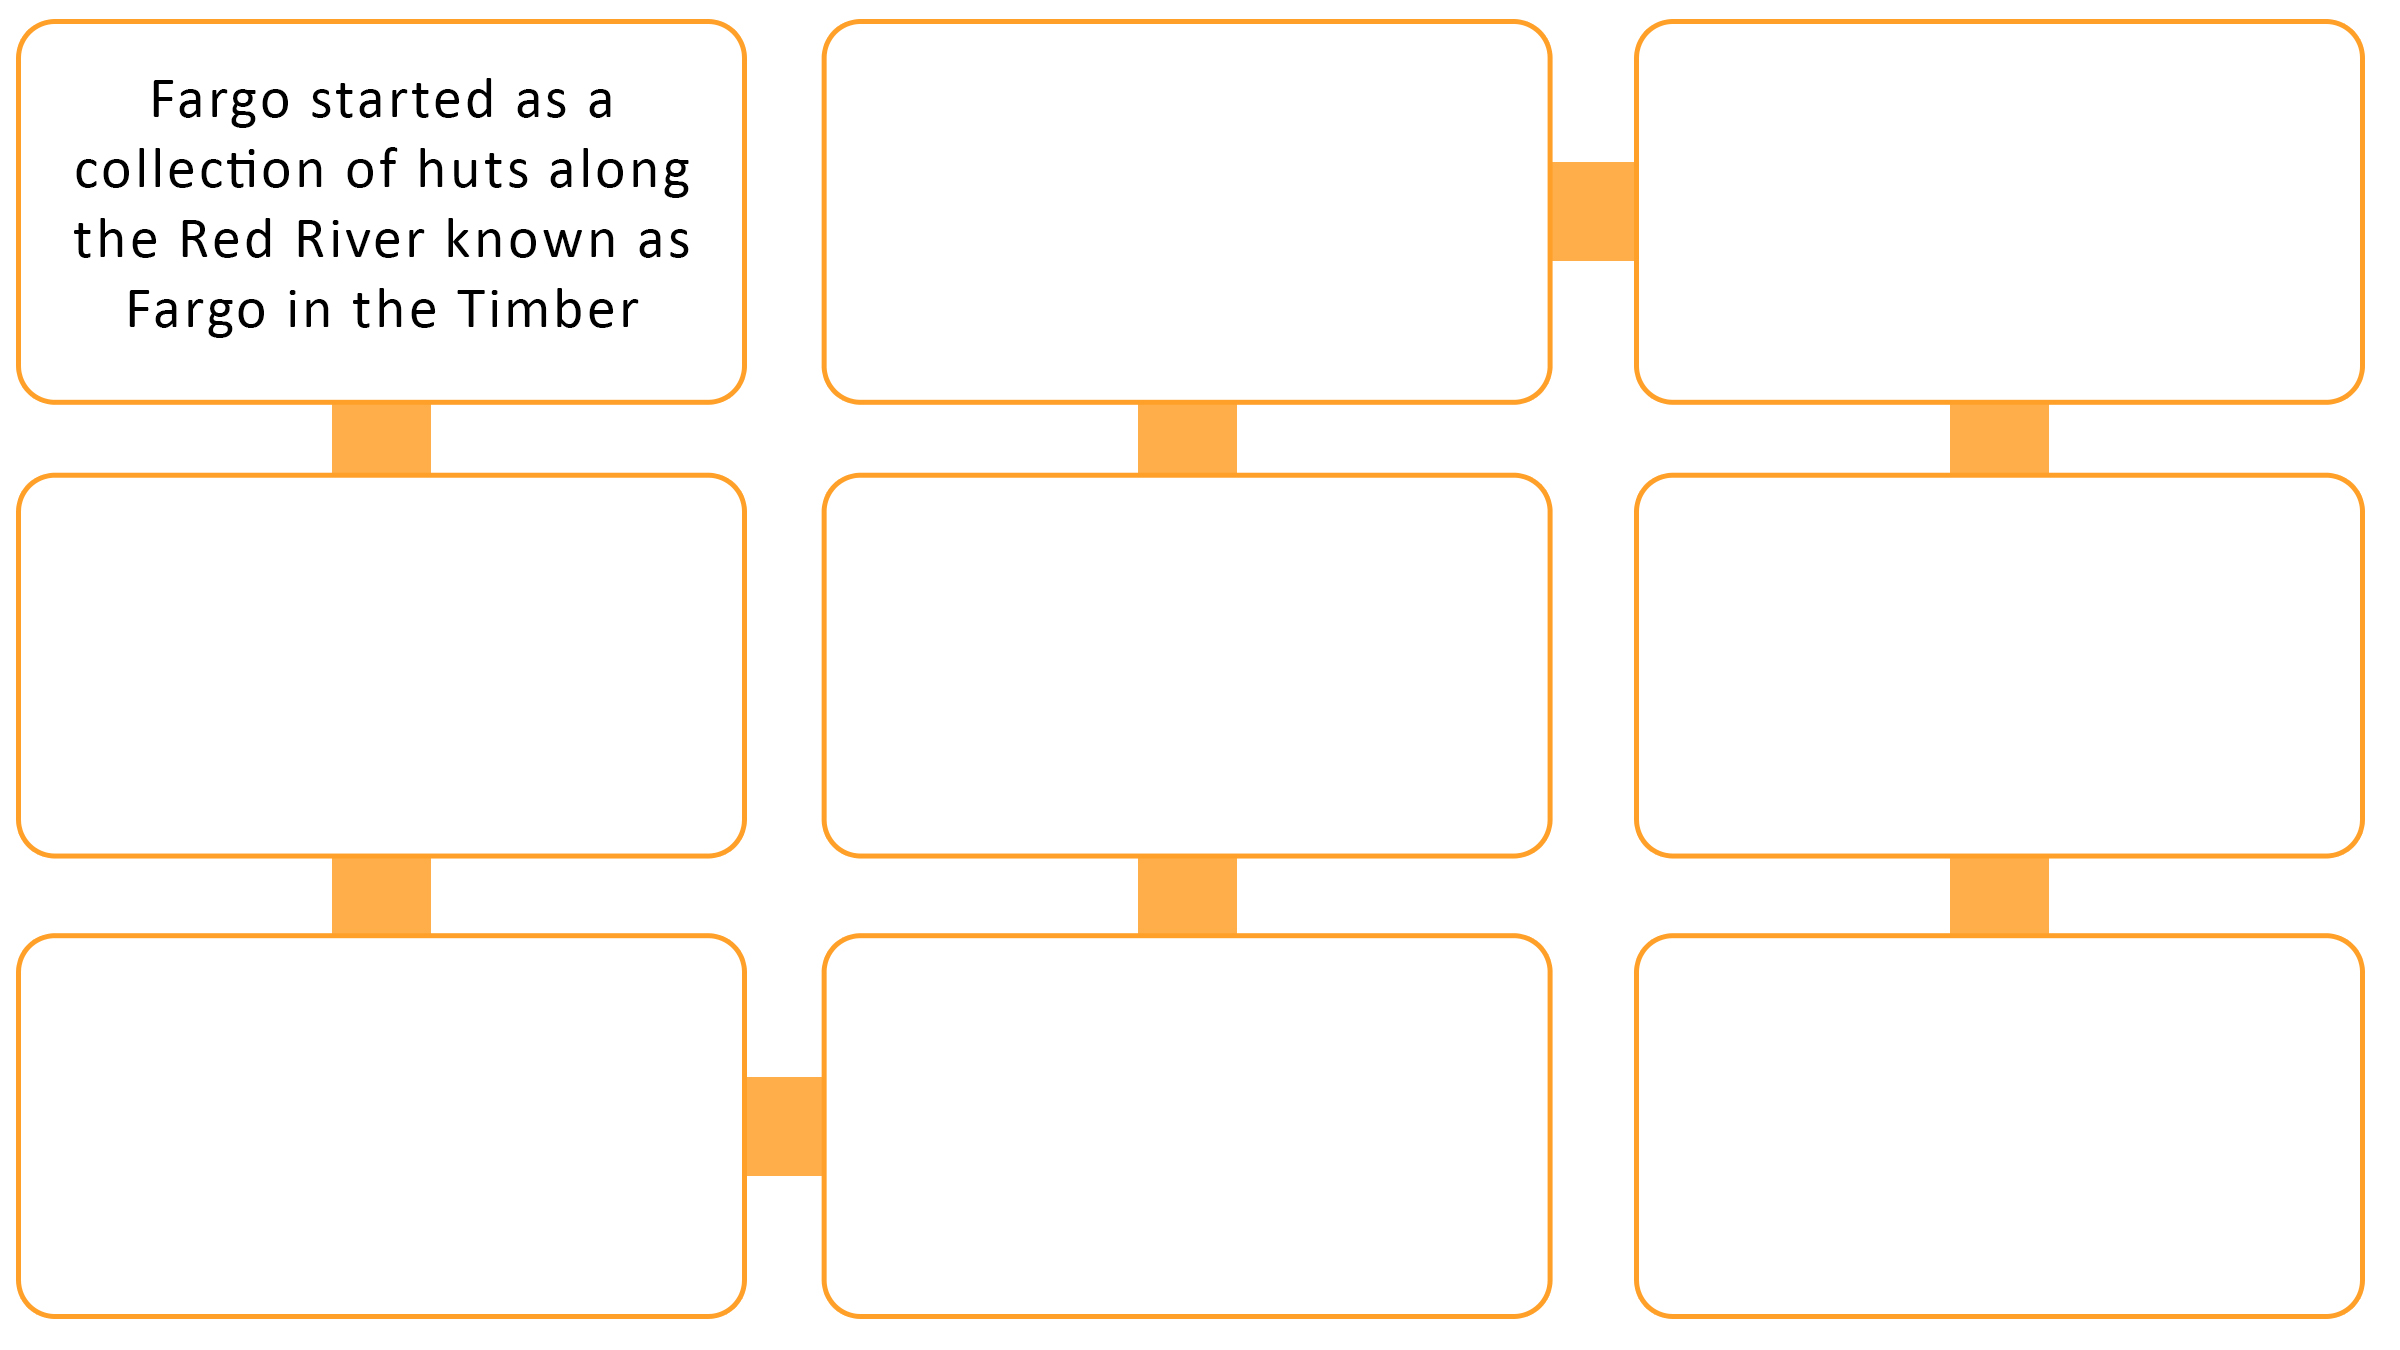 Fargo started as a
collection of huts along
the Red River known as
Fargo in the Timber